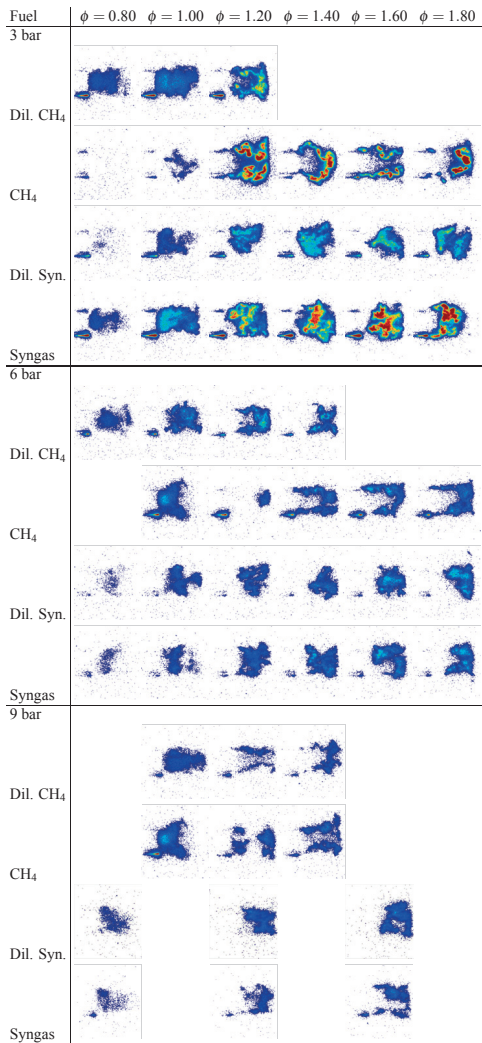 Fuel ϕ = 0.80 ϕ = 1.00 ϕ = 1.20 ϕ = 1.40 ϕ = 1.60 ϕ = 1.80
3 bar
Dil. CH₄
CH₄
Dil. Syn.
Syngas
6 bar
Dil. CH₄
CH₄
Dil. Syn.
Syngas
9 bar
Dil. CH₄
CH₄
Dil. Syn.
Syngas